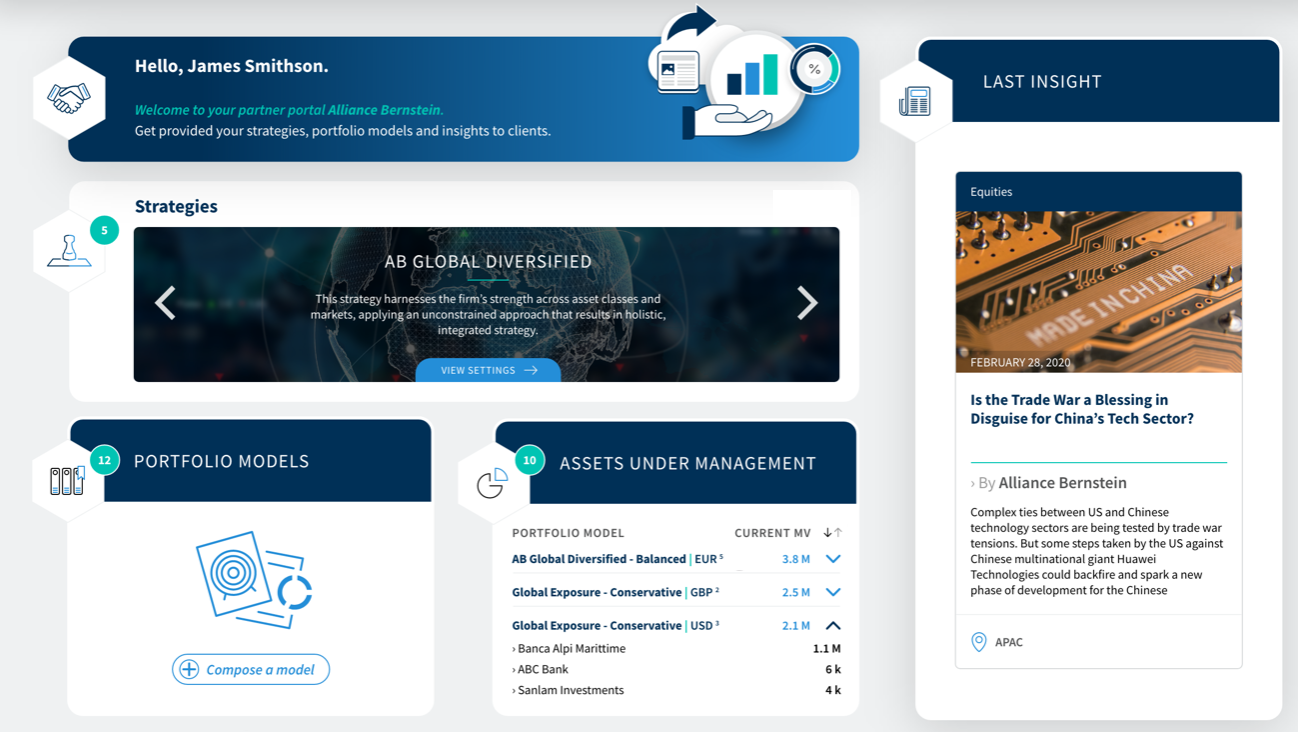 Hello, James Smithson.
Welcome to your partner portal Alliance Bernstein.
Get provided your strategies, portfolio models and insights to clients.
%
5
Strategies
AB GLOBAL DIVERSIFIED
This strategy harnesses the firm's strength across asset classes and
markets, applying an unconstrained approach that results in holistic,
integrated strategy.
VIEW SETTINGS →
12
PORTFOLIO MODELS
Compose a model
10
ASSETS UNDER MANAGEMENT
PORTFOLIO MODEL CURRENT MV ↓↑
AB Global Diversified - Balanced | EUR ⁵ 3.8 M
Global Exposure - Conservative | GBP ² 2.5 M
Global Exposure - Conservative | USD ³ 2.1 M
› Banca Alpi Marittime 1.1 M
› ABC Bank 6 k
› Sanlam Investments 4 k
LAST INSIGHT
Equities
MADE IN CHINA
FEBRUARY 28, 2020
Is the Trade War a Blessing in
Disguise for China's Tech Sector?
› By Alliance Bernstein
Complex ties between US and Chinese
technology sectors are being tested by trade war
tensions. But some steps taken by the US against
Chinese multinational giant Huawei
Technologies could backfire and spark a new
phase of development for the Chinese
APAC